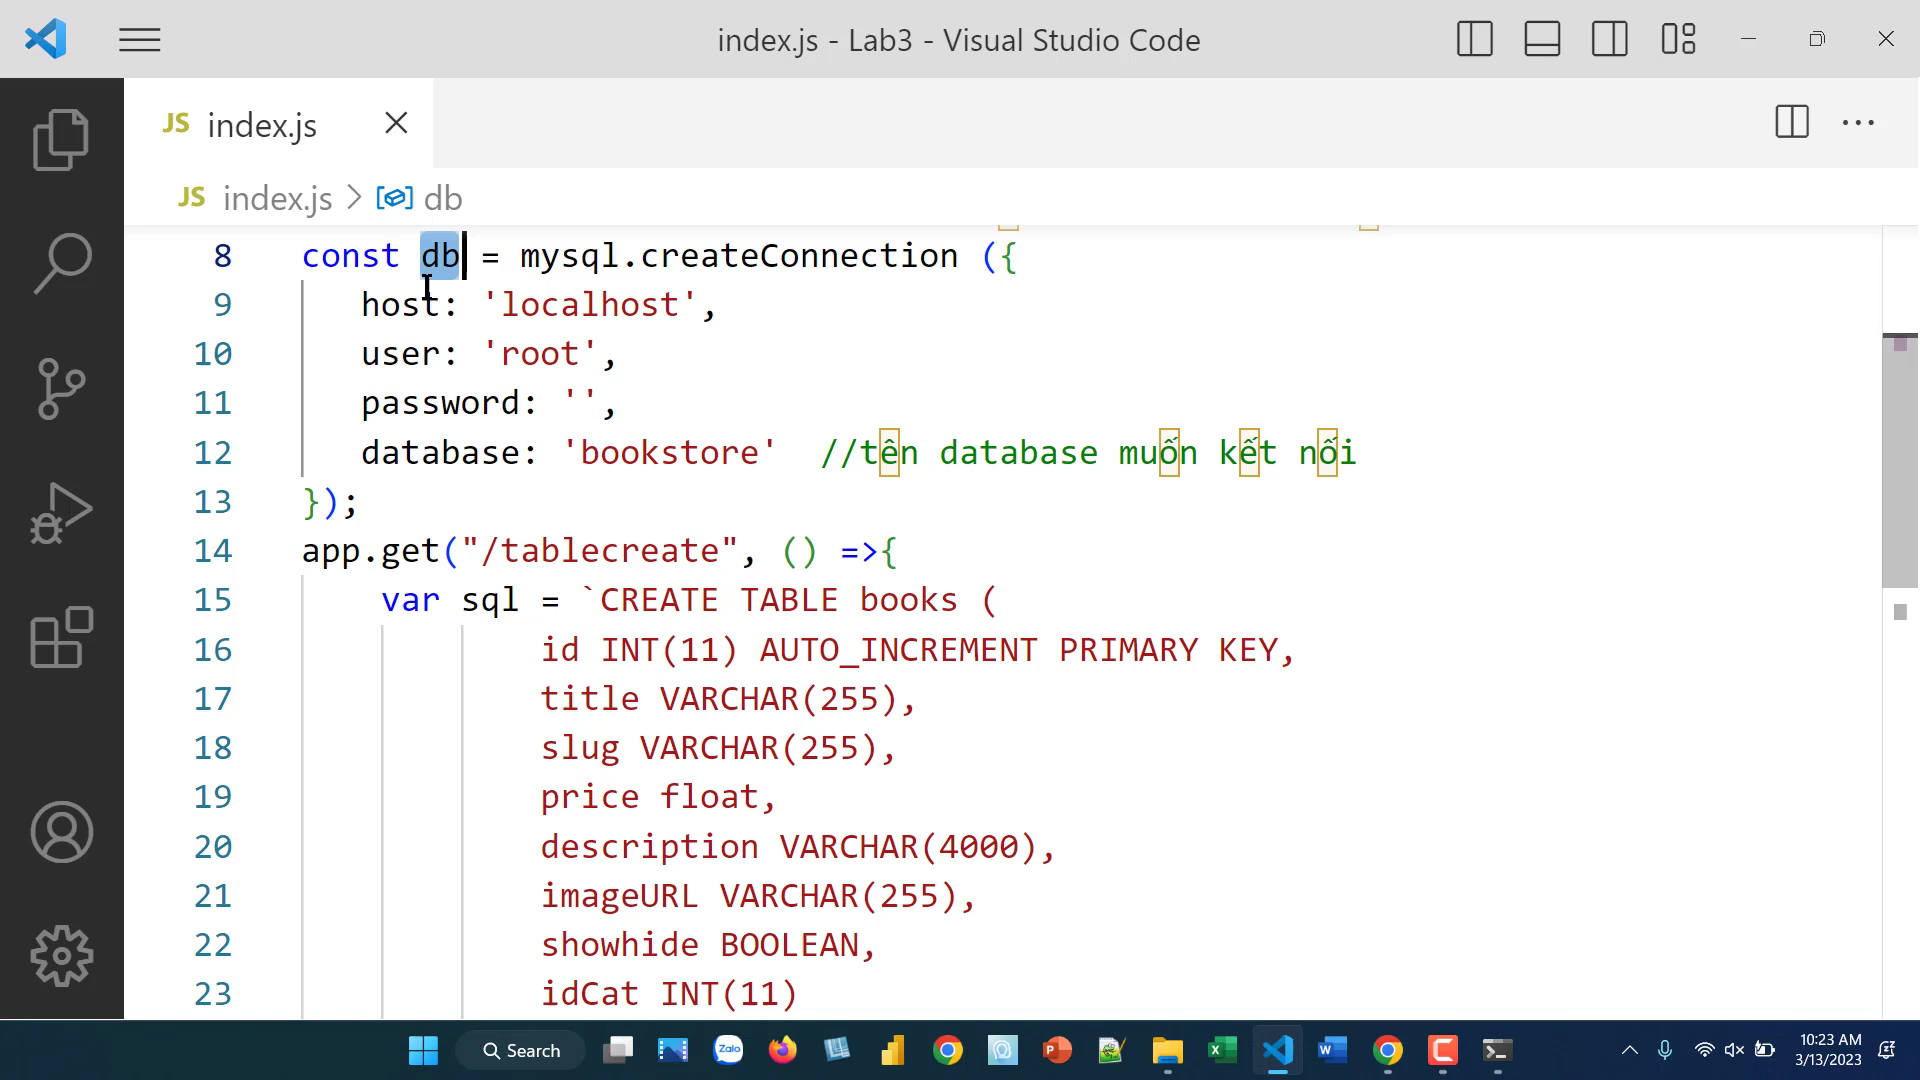 index.js - Lab3 - Visual Studio Code
JS index.js
JS index.js > db
8 const db = mysql.createConnection ({
9 host: 'localhost',
10 user: 'root',
11 password: '',
12 database: 'bookstore' //tên database muốn kết nối
13 });
14 app.get("/tablecreate", () =>{
15 var sql = `CREATE TABLE books (
16 id INT(11) AUTO_INCREMENT PRIMARY KEY,
17 title VARCHAR(255),
18 slug VARCHAR(255),
19 price float,
20 description VARCHAR(4000),
21 imageURL VARCHAR(255),
22 showhide BOOLEAN,
23 idCat INT(11)
Search
Zalo
10:23 AM
3/13/2023